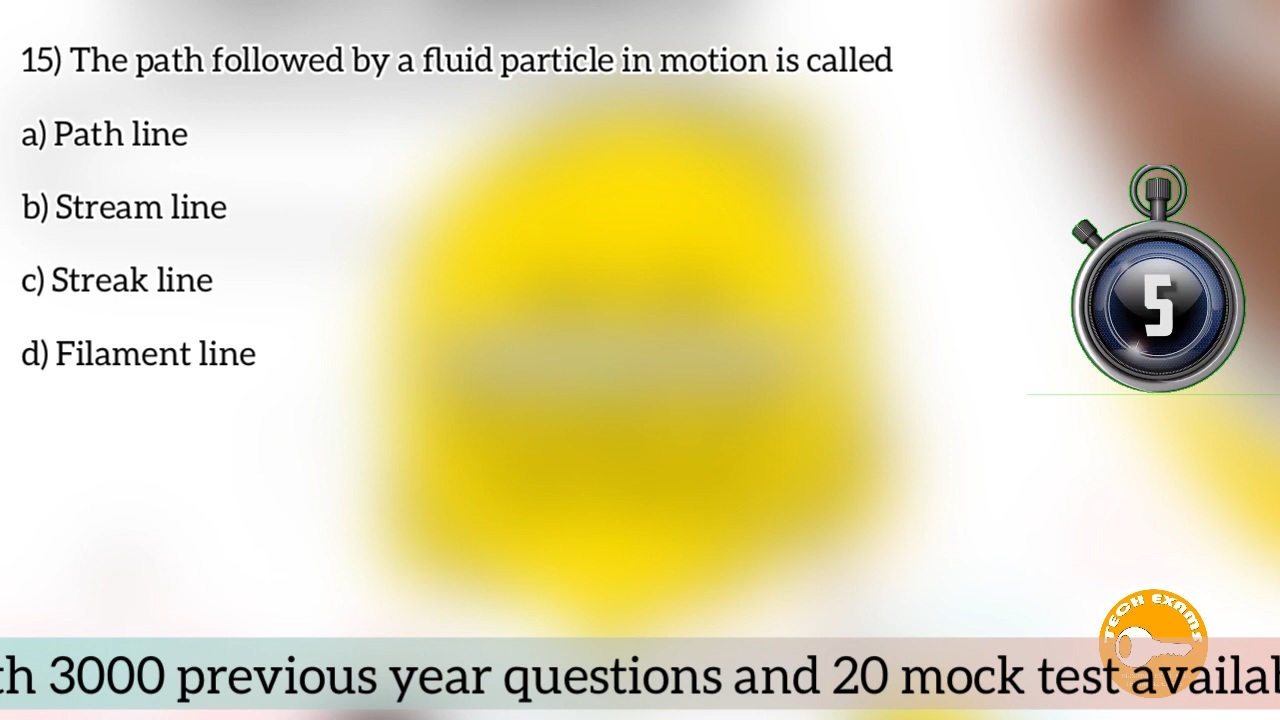 15) The path followed by a fluid particle in motion is called
a) Path line
b) Stream line
c) Streak line
d) Filament line
5
TECH EXAMS
th 3000 previous year questions and 20 mock test availab